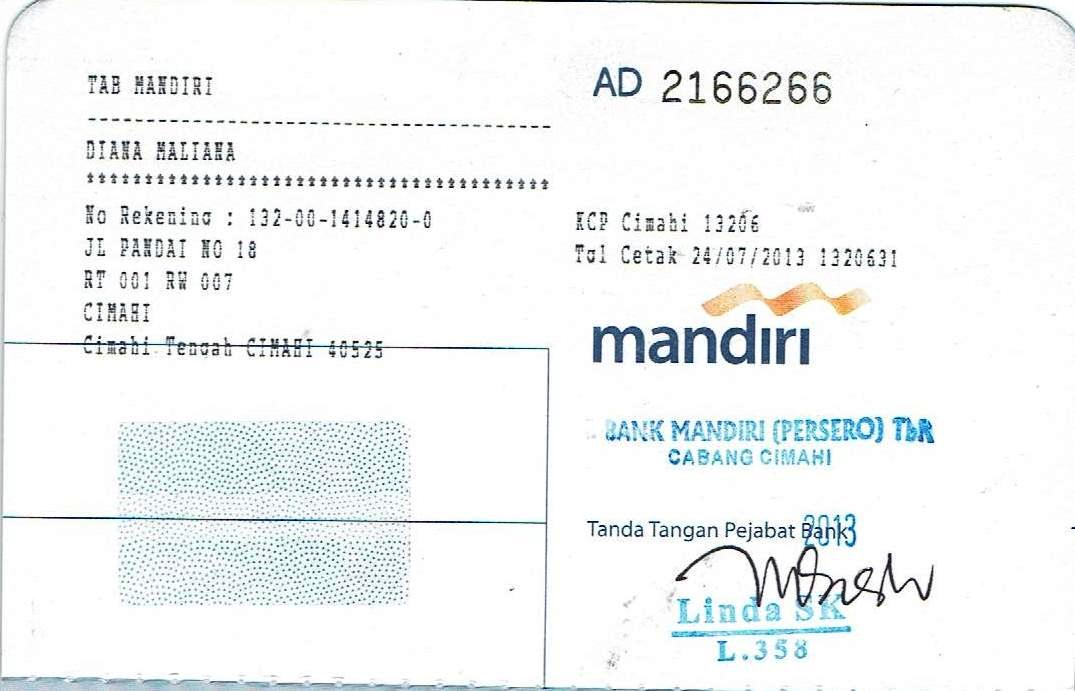 TAB MANDIRI
DIANA MALIANA
No Rekening : 132-00-1414820-0
JL PANDAI NO 18
RT 001 RW 007
CIMAHI
Cimahi Tengah CIMAHI 40525
AD 2166266
KCP Cimahi 13206
Tgl Cetak 24/07/2013 1320631
mandiri
BANK MANDIRI (PERSERO) TbK
CABANG CIMAHI
Tanda Tangan Pejabat Bank
2013
Linda SK
L.358